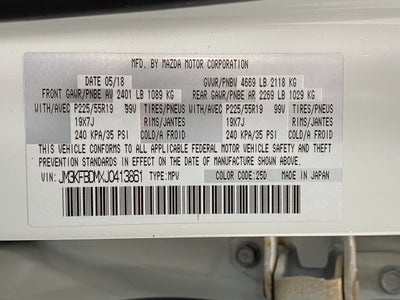 MFD. BY MAZDA MOTOR CORPORATION
DATE 05/18 GVWR/PNBV 4669 LB 2118 KG
FRONT GAWR/PNBE AV 2401 LB 1089 KG REAR GAWR/PNBE AR 2269 LB 1029 KG
WITH/AVEC P225/55R19 99V TIRES/PNEUS WITH/AVEC P225/55R19 99V TIRES/PNEUS
19X7J RIMS/JANTES 19X7J RIMS/JANTES
240 KPA/35 PSI COLD/A FROID 240 KPA/35 PSI COLD/A FROID
THIS VEHICLE CONFORMS TO ALL APPLICABLE FEDERAL MOTOR VEHICLE SAFETY AND THEFT
PREVENTION STANDARDS IN EFFECT ON THE DATE OF MANUFACTURE SHOWN ABOVE.
VIN: JM3KFBDMXJ0413861 TYPE:MPV COLOR CODE:25D MADE IN JAPAN